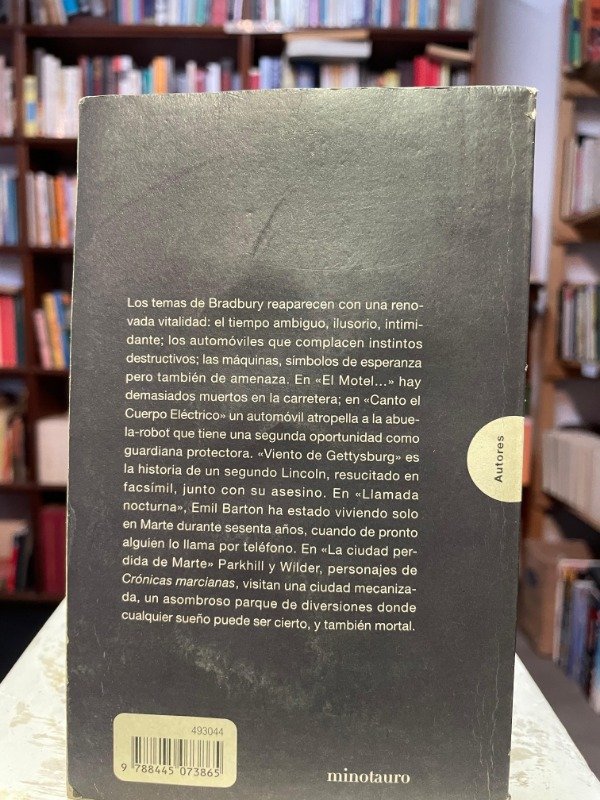 Los temas de Bradbury reaparecen con una reno-
vada vitalidad: el tiempo ambiguo, ilusorio, intimi-
dante; los automóviles que complacen instintos
destructivos; las máquinas, símbolos de esperanza
pero también de amenaza. En «El Motel...» hay
demasiados muertos en la carretera; en «Canto el
Cuerpo Eléctrico» un automóvil atropella a la abue-
la-robot que tiene una segunda oportunidad como
guardiana protectora. «Viento de Gettysburg» es
la historia de un segundo Lincoln, resucitado en
facsímil, junto con su asesino. En «Llamada
nocturna», Emil Barton ha estado viviendo solo
en Marte durante sesenta años, cuando de pronto
alguien lo llama por teléfono. En «La ciudad per-
dida de Marte» Parkhill y Wilder, personajes de
Crónicas marcianas, visitan una ciudad mecaniza-
da, un asombroso parque de diversiones donde
cualquier sueño puede ser cierto, y también mortal.
Autores
493044
9 788445 073865
minotauro